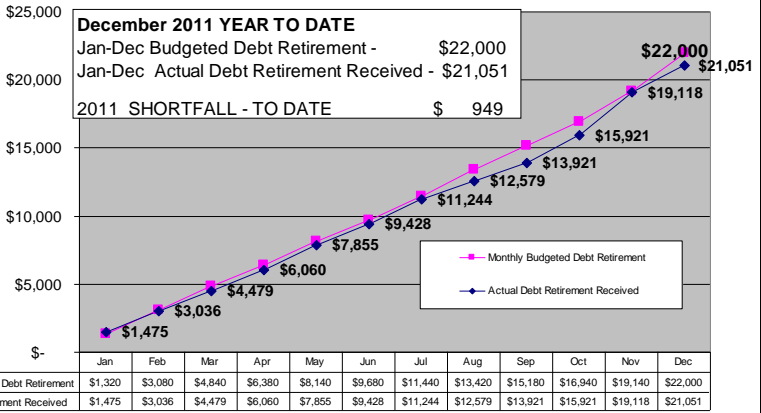 $25,000
December 2011 YEAR TO DATE
Jan-Dec Budgeted Debt Retirement - $22,000
Jan-Dec Actual Debt Retirement Received - $21,051
2011 SHORTFALL - TO DATE $ 949
$22,000
$21,051
$20,000
$19,118
$15,921
$15,000
$13,921
$12,579
$11,244
$10,000
$9,428
$7,855
Monthly Budgeted Debt Retirement
$6,060
Actual Debt Retirement Received
$5,000
$4,479
$3,036
$1,475
$-
Jan Feb Mar Apr May Jun Jul Aug Sep Oct Nov Dec
Debt Retirement $1,320 $3,080 $4,840 $6,380 $8,140 $9,680 $11,440 $13,420 $15,180 $16,940 $19,140 $22,000
ment Received $1,475 $3,036 $4,479 $6,060 $7,855 $9,428 $11,244 $12,579 $13,921 $15,921 $19,118 $21,051